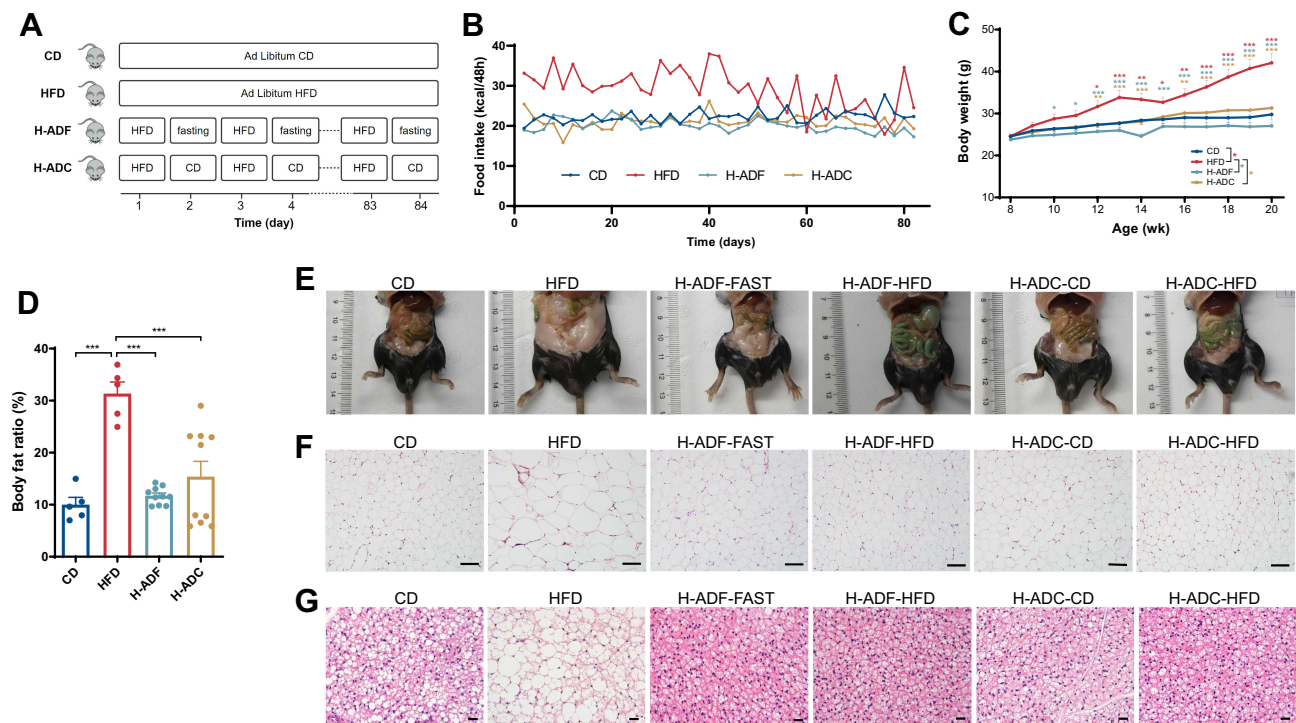 A
CD
Ad Libitum CD
HFD
Ad Libitum HFD
H-ADF
HFD fasting HFD fasting HFD fasting
H-ADC
HFD CD HFD CD HFD CD
1 2 3 4 83 84
Time (day)
B
Food intake (kcal/48h)
40
30
20
10
0
CD HFD H-ADF H-ADC
0 20 40 60 80
Time (days)
C
Body weight (g)
50
40
30
20
10
* * * *** ** * ** *** *** *** ***
*** *** *** *** *** *** *** *** ***
** *** *** ** *** *** *** ***
CD *
HFD * *
H-ADF
H-ADC
8 10 12 14 16 18 20
Age (wk)
D
Body fat ratio (%)
40
30
20
10
0
***
*** ***
CD HFD H-ADF H-ADC
E
CD HFD H-ADF-FAST H-ADF-HFD H-ADC-CD H-ADC-HFD
F
CD HFD H-ADF-FAST H-ADF-HFD H-ADC-CD H-ADC-HFD
G
CD HFD H-ADF-FAST H-ADF-HFD H-ADC-CD H-ADC-HFD